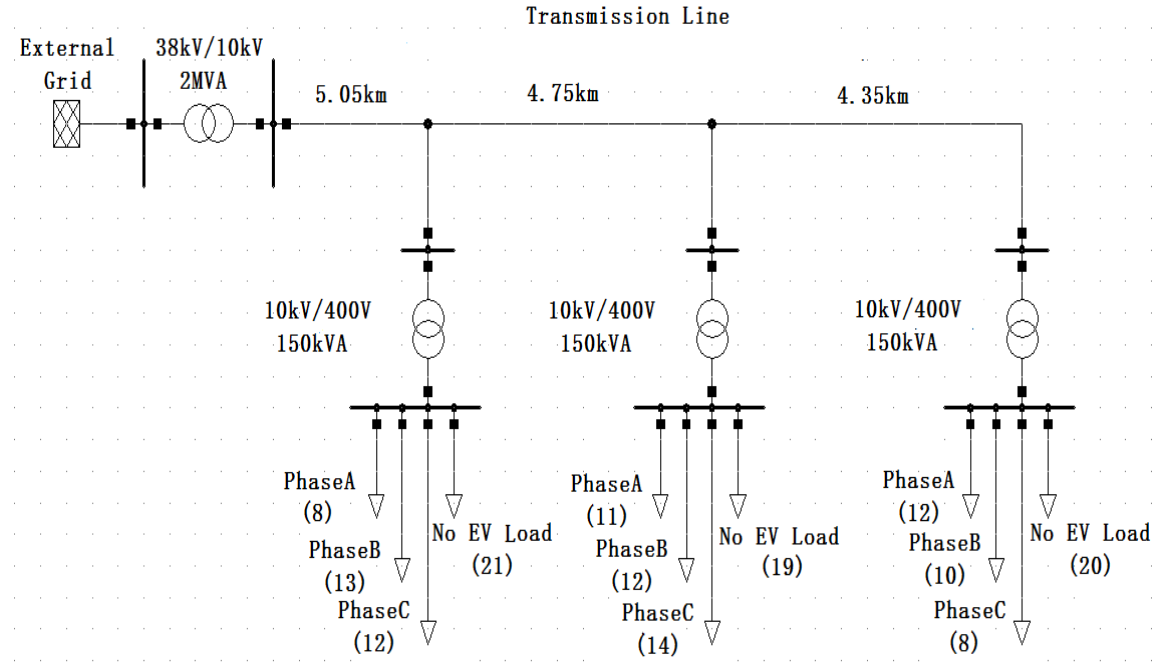 Transmission Line
External
Grid
38kV/10kV
2MVA
5.05km
4.75km
4.35km
10kV/400V
150kVA
10kV/400V
150kVA
10kV/400V
150kVA
PhaseA
(8)
PhaseB
(13)
PhaseC
(12)
No EV Load
(21)
PhaseA
(11)
PhaseB
(12)
PhaseC
(14)
No EV Load
(19)
PhaseA
(12)
PhaseB
(10)
PhaseC
(8)
No EV Load
(20)